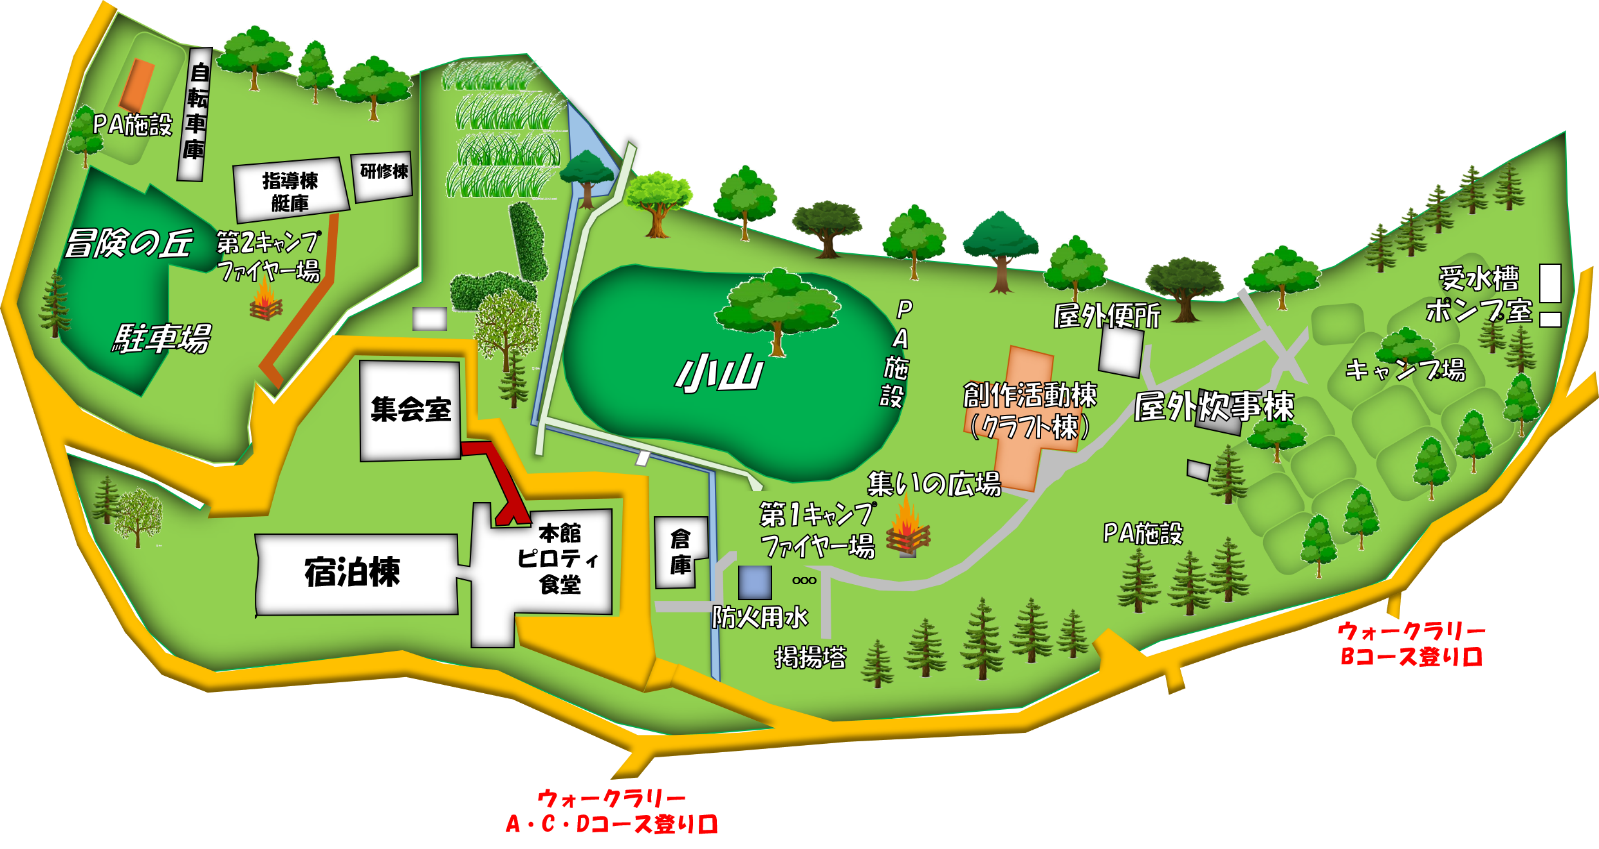 自転車庫
PA施設
指導棟
艇庫
研修棟
冒険の丘
第2キャンプ
ファイヤー場
駐車場
小山
PA施設
屋外便所
受水槽
ポンプ室
キャンプ場
創作活動棟
（クラフト棟）
屋外炊事棟
集会室
集いの広場
第1キャンプ
ファイヤー場
PA施設
本館
ピロティ
食堂
倉庫
宿泊棟
防火用水
掲揚塔
ウォークラリー
Bコース登り口
ウォークラリー
A・C・Dコース登り口